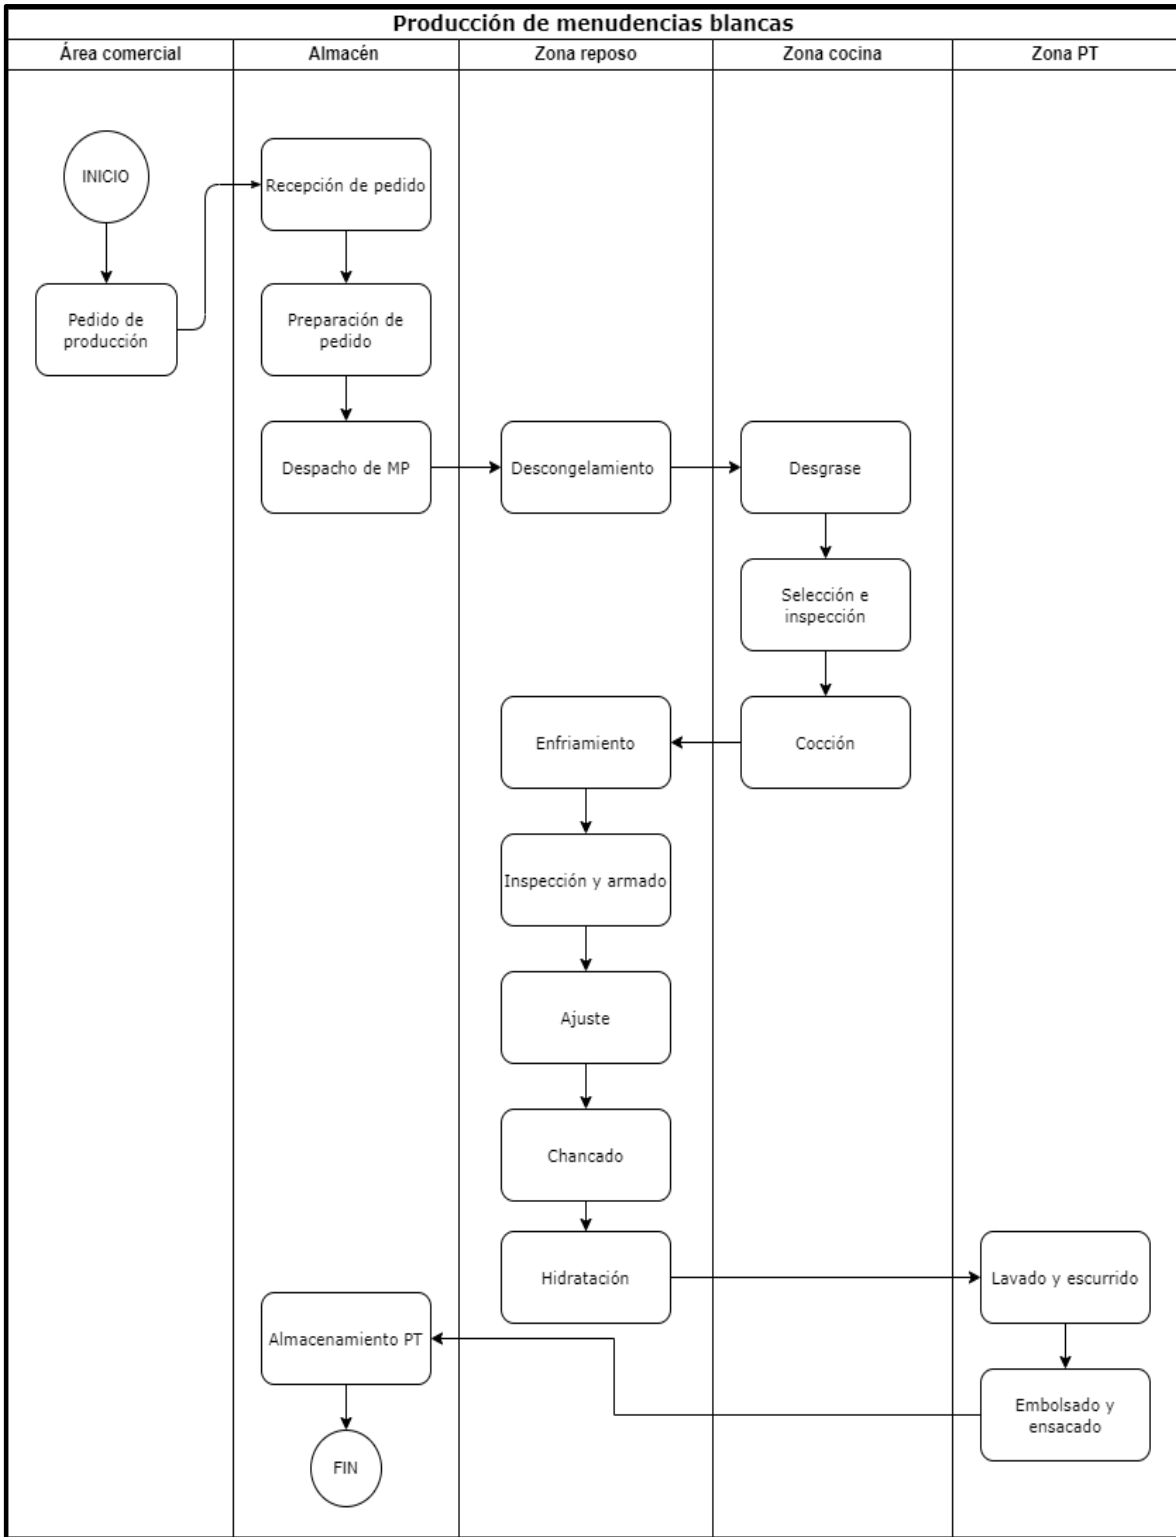 Producción de menudencias blancas
Área comercial
Almacén
Zona reposo
Zona cocina
Zona PT
INICIO
Recepción de pedido
Pedido de
producción
Preparación de
pedido
Despacho de MP
Descongelamiento
Desgrase
Selección e
inspección
Enfriamiento
Cocción
Inspección y armado
Ajuste
Chancado
Hidratación
Lavado y escurrido
Almacenamiento PT
Embolsado y
ensacado
FIN